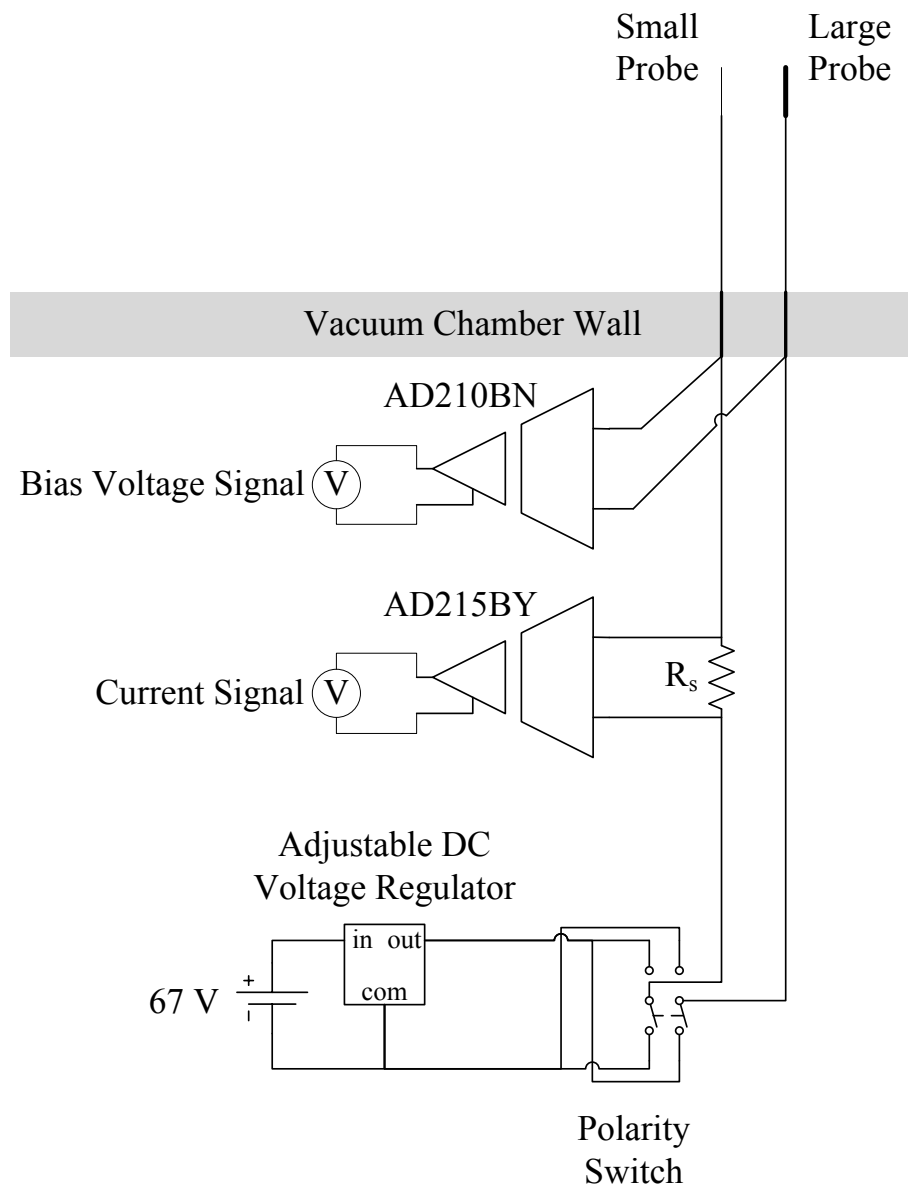 Small Probe
Large Probe
Vacuum Chamber Wall
AD210BN
Bias Voltage Signal
V
AD215BY
Current Signal
V
Rs
Adjustable DC
Voltage Regulator
in out
com
+
67 V
-
Polarity
Switch